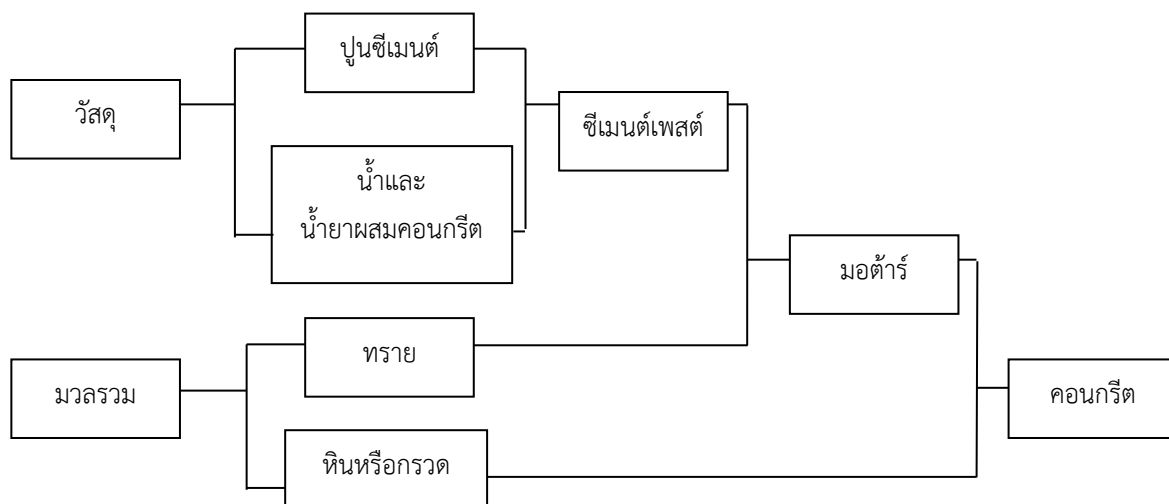 ปูนซีเมนต์
วัสดุ
ซีเมนต์เพสต์
น้ำและ
น้ำยาผสมคอนกรีต
มอต้าร์
ทราย
มวลรวม
คอนกรีต
หินหรือกรวด